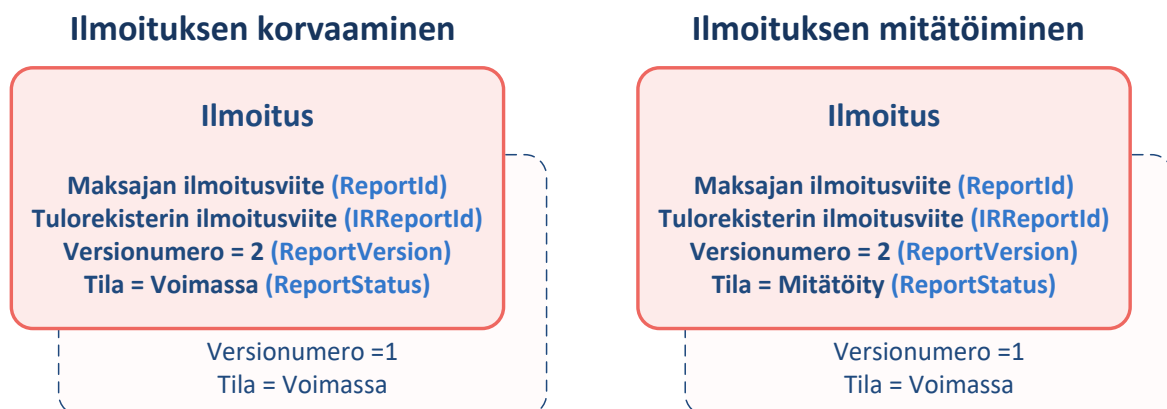 Ilmoituksen korvaaminen
Ilmoitus
Maksajan ilmoitusviite (ReportId)
Tulorekisterin ilmoitusviite (IRReportId)
Versionumero = 2 (ReportVersion)
Tila = Voimassa (ReportStatus)
Versionumero =1
Tila = Voimassa
Ilmoituksen mitätöiminen
Ilmoitus
Maksajan ilmoitusviite (ReportId)
Tulorekisterin ilmoitusviite (IRReportId)
Versionumero = 2 (ReportVersion)
Tila = Mitätöity (ReportStatus)
Versionumero =1
Tila = Voimassa